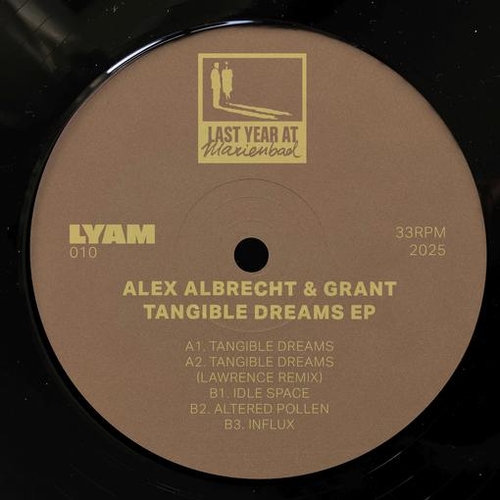 LAST YEAR AT
Marienbad
LYAM
010
33RPM
2025
ALEX ALBRECHT & GRANT
TANGIBLE DREAMS EP
A1. TANGIBLE DREAMS
A2. TANGIBLE DREAMS
(LAWRENCE REMIX)
B1. IDLE SPACE
B2. ALTERED POLLEN
B3. INFLUX